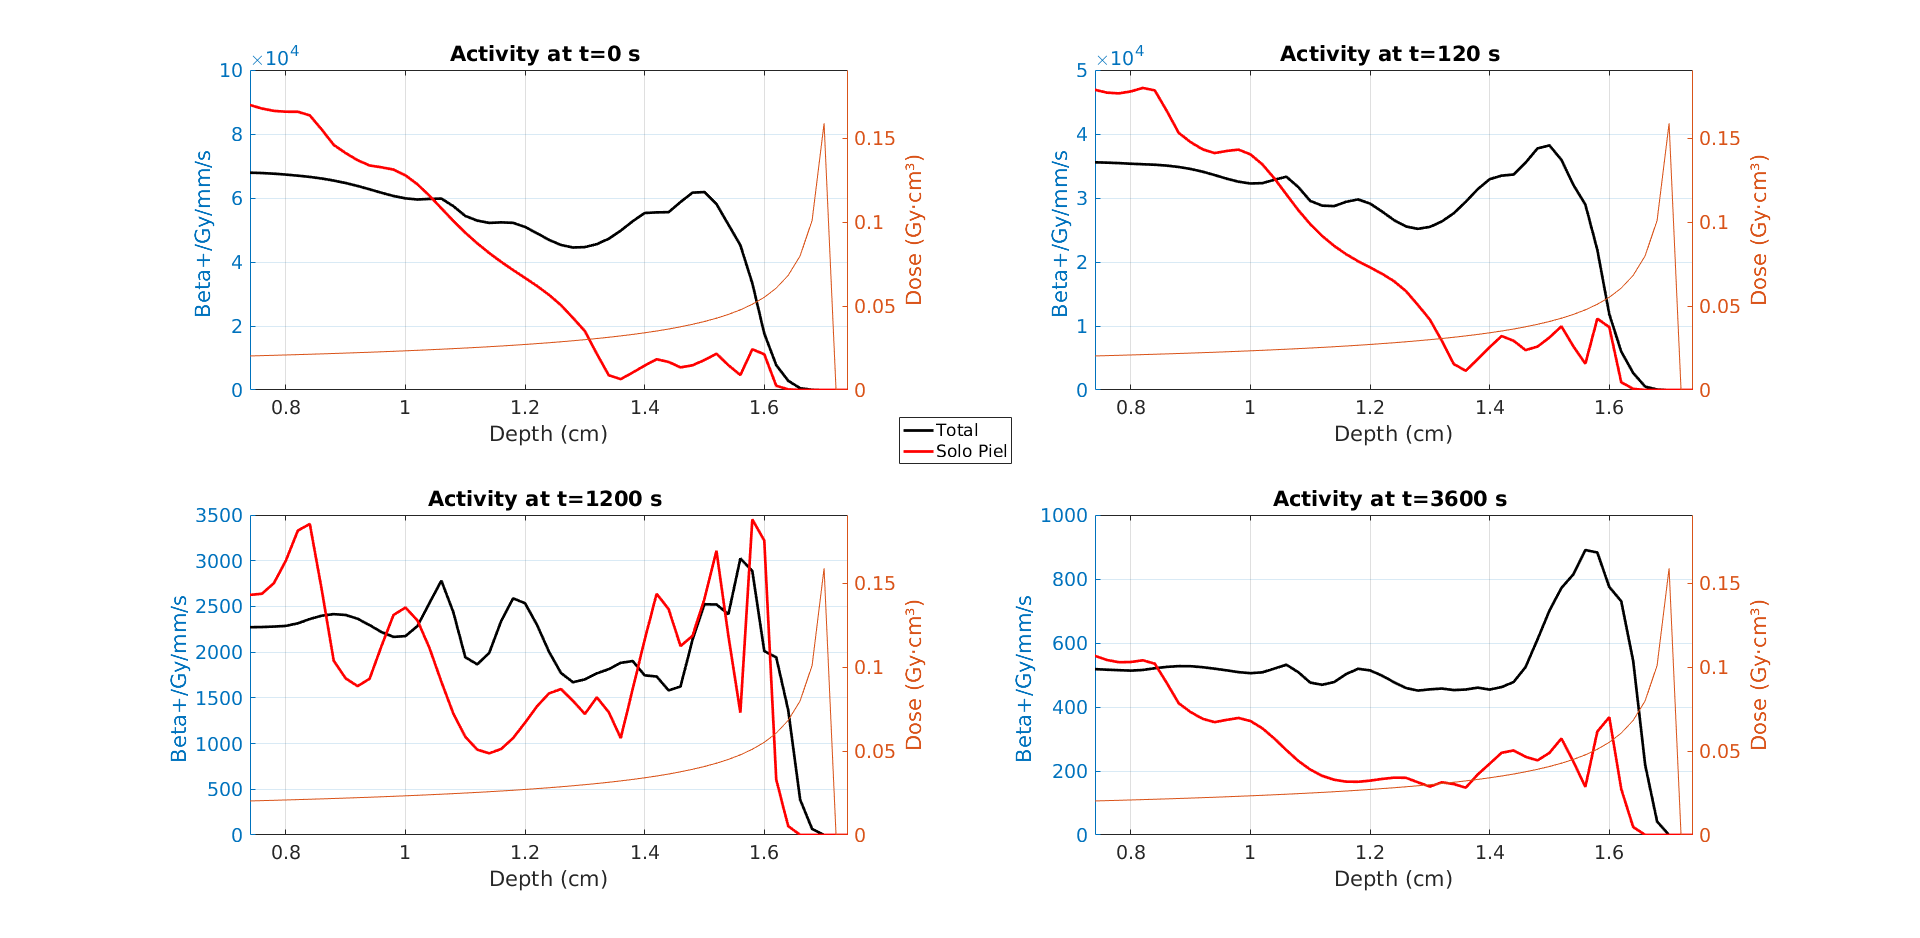 Activity at t=0 s
×10⁴
10
8
6
4
2
0
Beta+/Gy/mm/s
0.15
0.1
0.05
0
Dose (Gy·cm³)
0.8 1 1.2 1.4 1.6
Depth (cm)
Activity at t=120 s
×10⁴
5
4
3
2
1
0
Beta+/Gy/mm/s
0.15
0.1
0.05
0
Dose (Gy·cm³)
0.8 1 1.2 1.4 1.6
Depth (cm)
Total
Solo Piel
Activity at t=1200 s
3500
3000
2500
2000
1500
1000
500
0
Beta+/Gy/mm/s
0.15
0.1
0.05
0
Dose (Gy·cm³)
0.8 1 1.2 1.4 1.6
Depth (cm)
Activity at t=3600 s
1000
800
600
400
200
0
Beta+/Gy/mm/s
0.15
0.1
0.05
0
Dose (Gy·cm³)
0.8 1 1.2 1.4 1.6
Depth (cm)